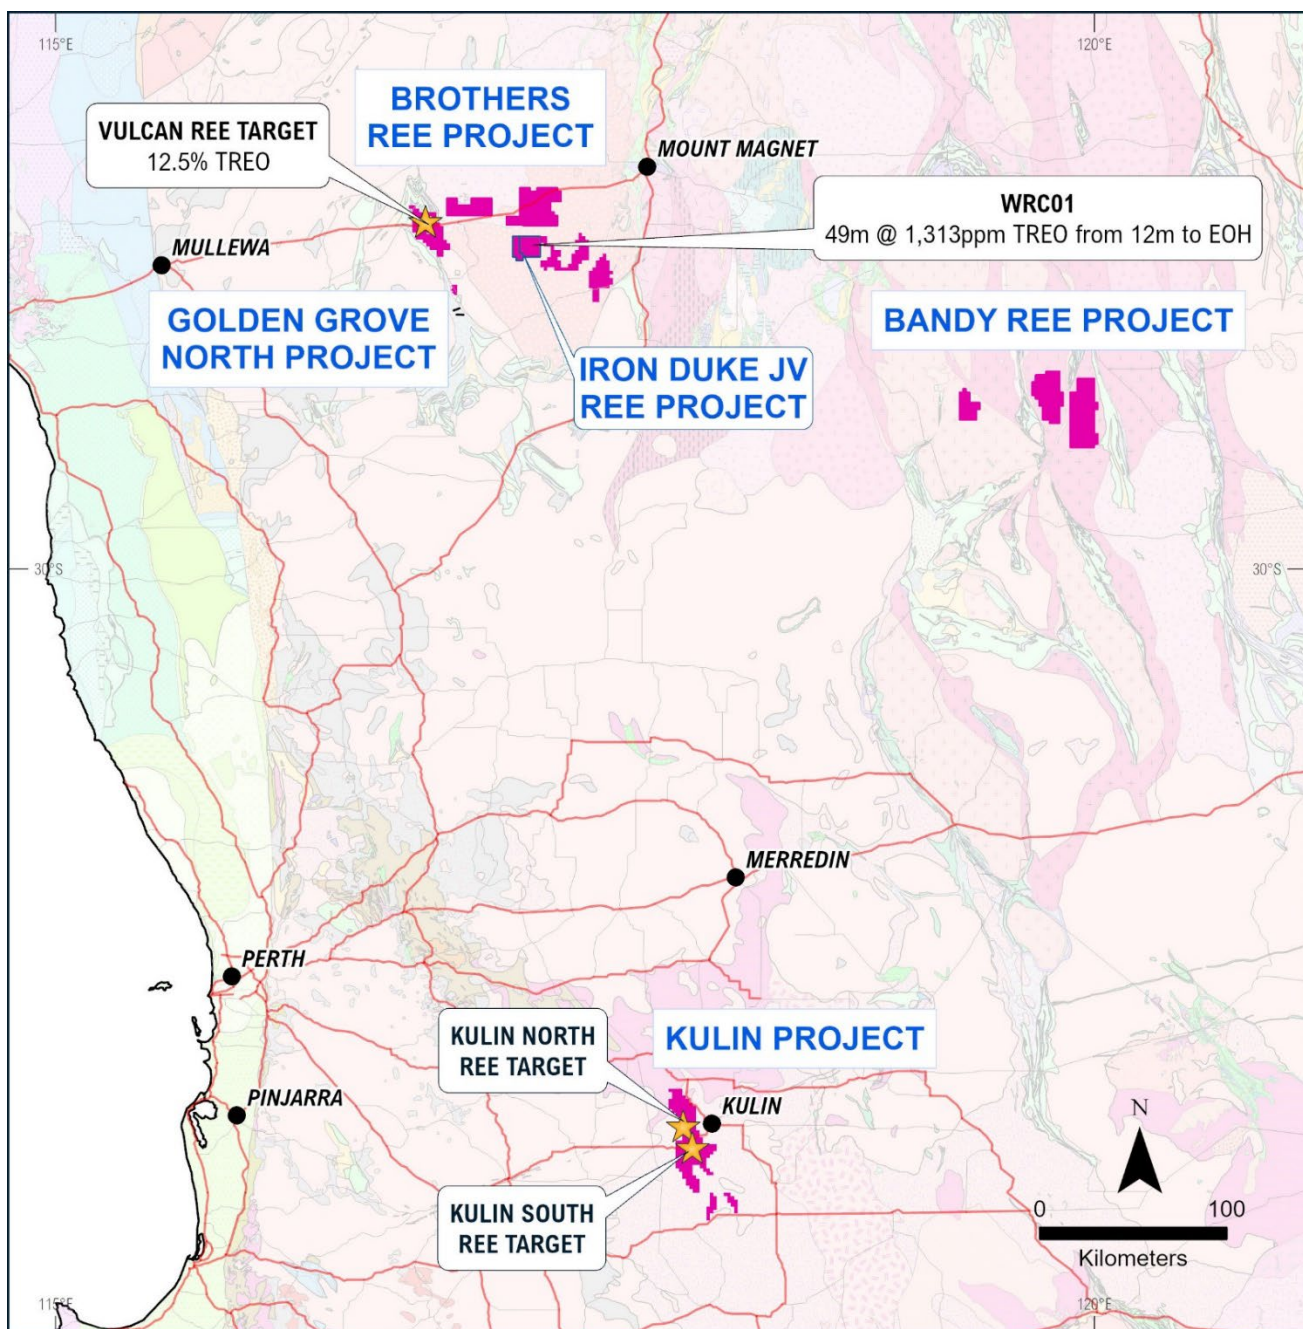 115°E
120°E
BROTHERS
REE PROJECT
VULCAN REE TARGET
12.5% TREO
MOUNT MAGNET
WRC01
49m @ 1,313ppm TREO from 12m to EOH
MULLEWA
GOLDEN GROVE
NORTH PROJECT
BANDY REE PROJECT
IRON DUKE JV
REE PROJECT
30°S
30°S
MERREDIN
PERTH
KULIN NORTH
REE TARGET
KULIN PROJECT
PINJARRA
KULIN
N
KULIN SOUTH
REE TARGET
0
100
Kilometers
115°E
120°E